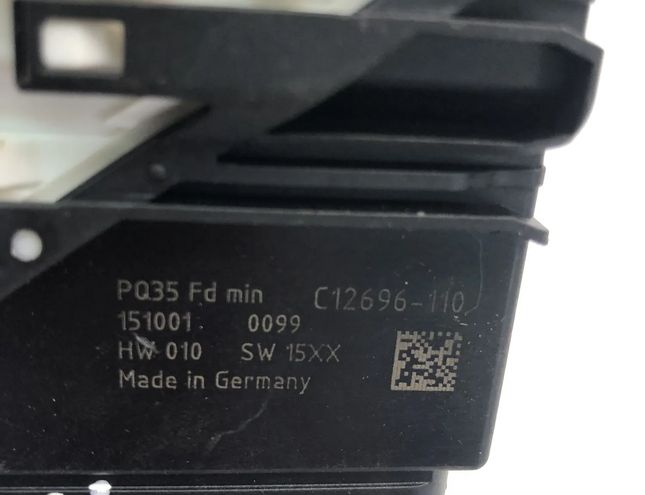 PQ35 Fd min C12696-110
151001 0099
HW 010 SW 15XX
Made in Germany